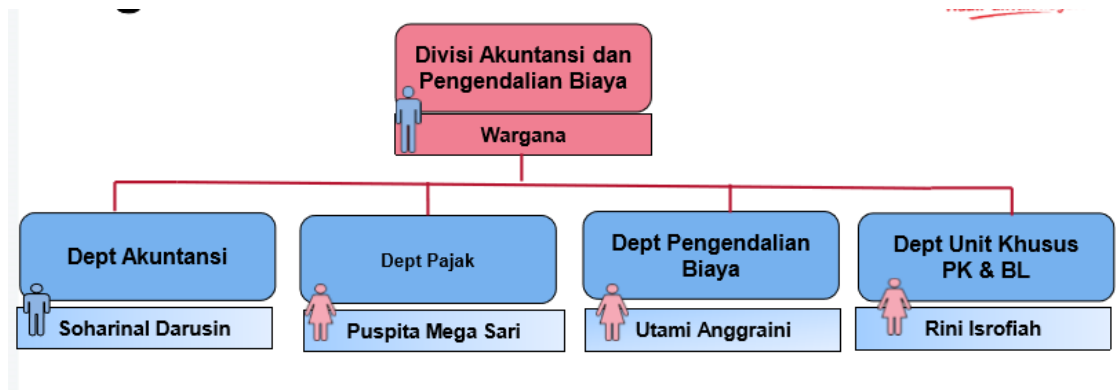 Divisi Akuntansi dan
Pengendalian Biaya
Wargana
Dept Akuntansi
Soharinal Darusin
Dept Pajak
Puspita Mega Sari
Dept Pengendalian
Biaya
Utami Anggraini
Dept Unit Khusus
PK & BL
Rini Isrofiah